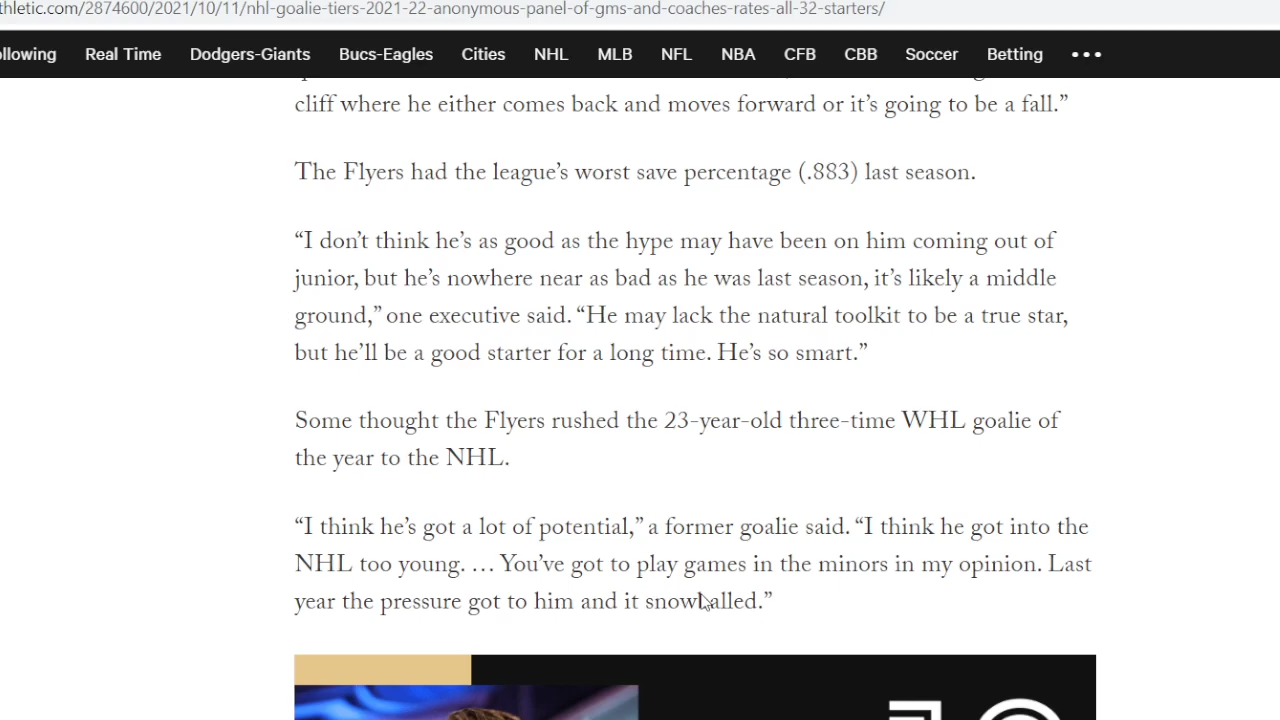 thletic.com/2874600/2021/10/11/nhl-goalie-tiers-2021-22-anonymous-panel-of-gms-and-coaches-rates-all-32-starters/
ollowing Real Time Dodgers-Giants Bucs-Eagles Cities NHL MLB NFL NBA CFB CBB Soccer Betting •••
cliff where he either comes back and moves forward or it’s going to be a fall.”
The Flyers had the league’s worst save percentage (.883) last season.
“I don’t think he’s as good as the hype may have been on him coming out of
junior, but he’s nowhere near as bad as he was last season, it’s likely a middle
ground,” one executive said. “He may lack the natural toolkit to be a true star,
but he’ll be a good starter for a long time. He’s so smart.”
Some thought the Flyers rushed the 23-year-old three-time WHL goalie of
the year to the NHL.
“I think he’s got a lot of potential,” a former goalie said. “I think he got into the
NHL too young. … You’ve got to play games in the minors in my opinion. Last
year the pressure got to him and it snowballed.”